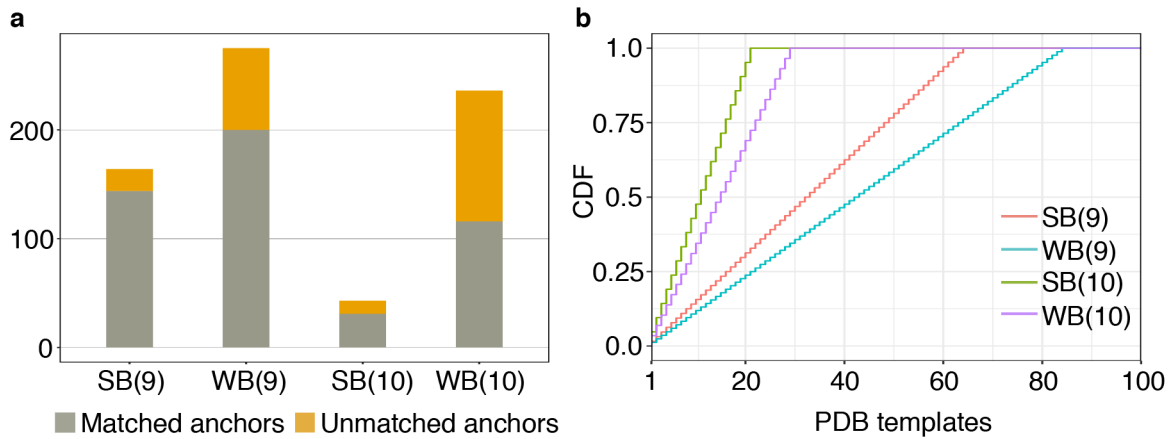 a
200
100
0
SB(9) WB(9) SB(10) WB(10)
Matched anchors Unmatched anchors
b
CDF
1.0
0.75
0.5
0.25
0.0
1 20 40 60 80 100
PDB templates
SB(9)
WB(9)
SB(10)
WB(10)